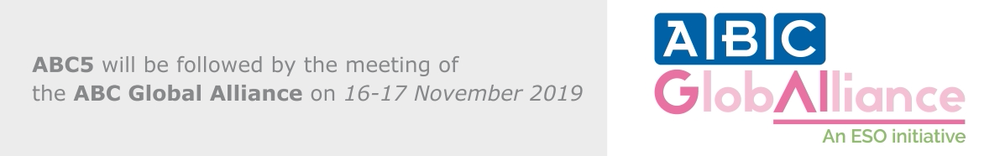 ABC5 will be followed by the meeting of
the ABC Global Alliance on 16-17 November 2019
ABC
GlobAlliance
An ESO initiative